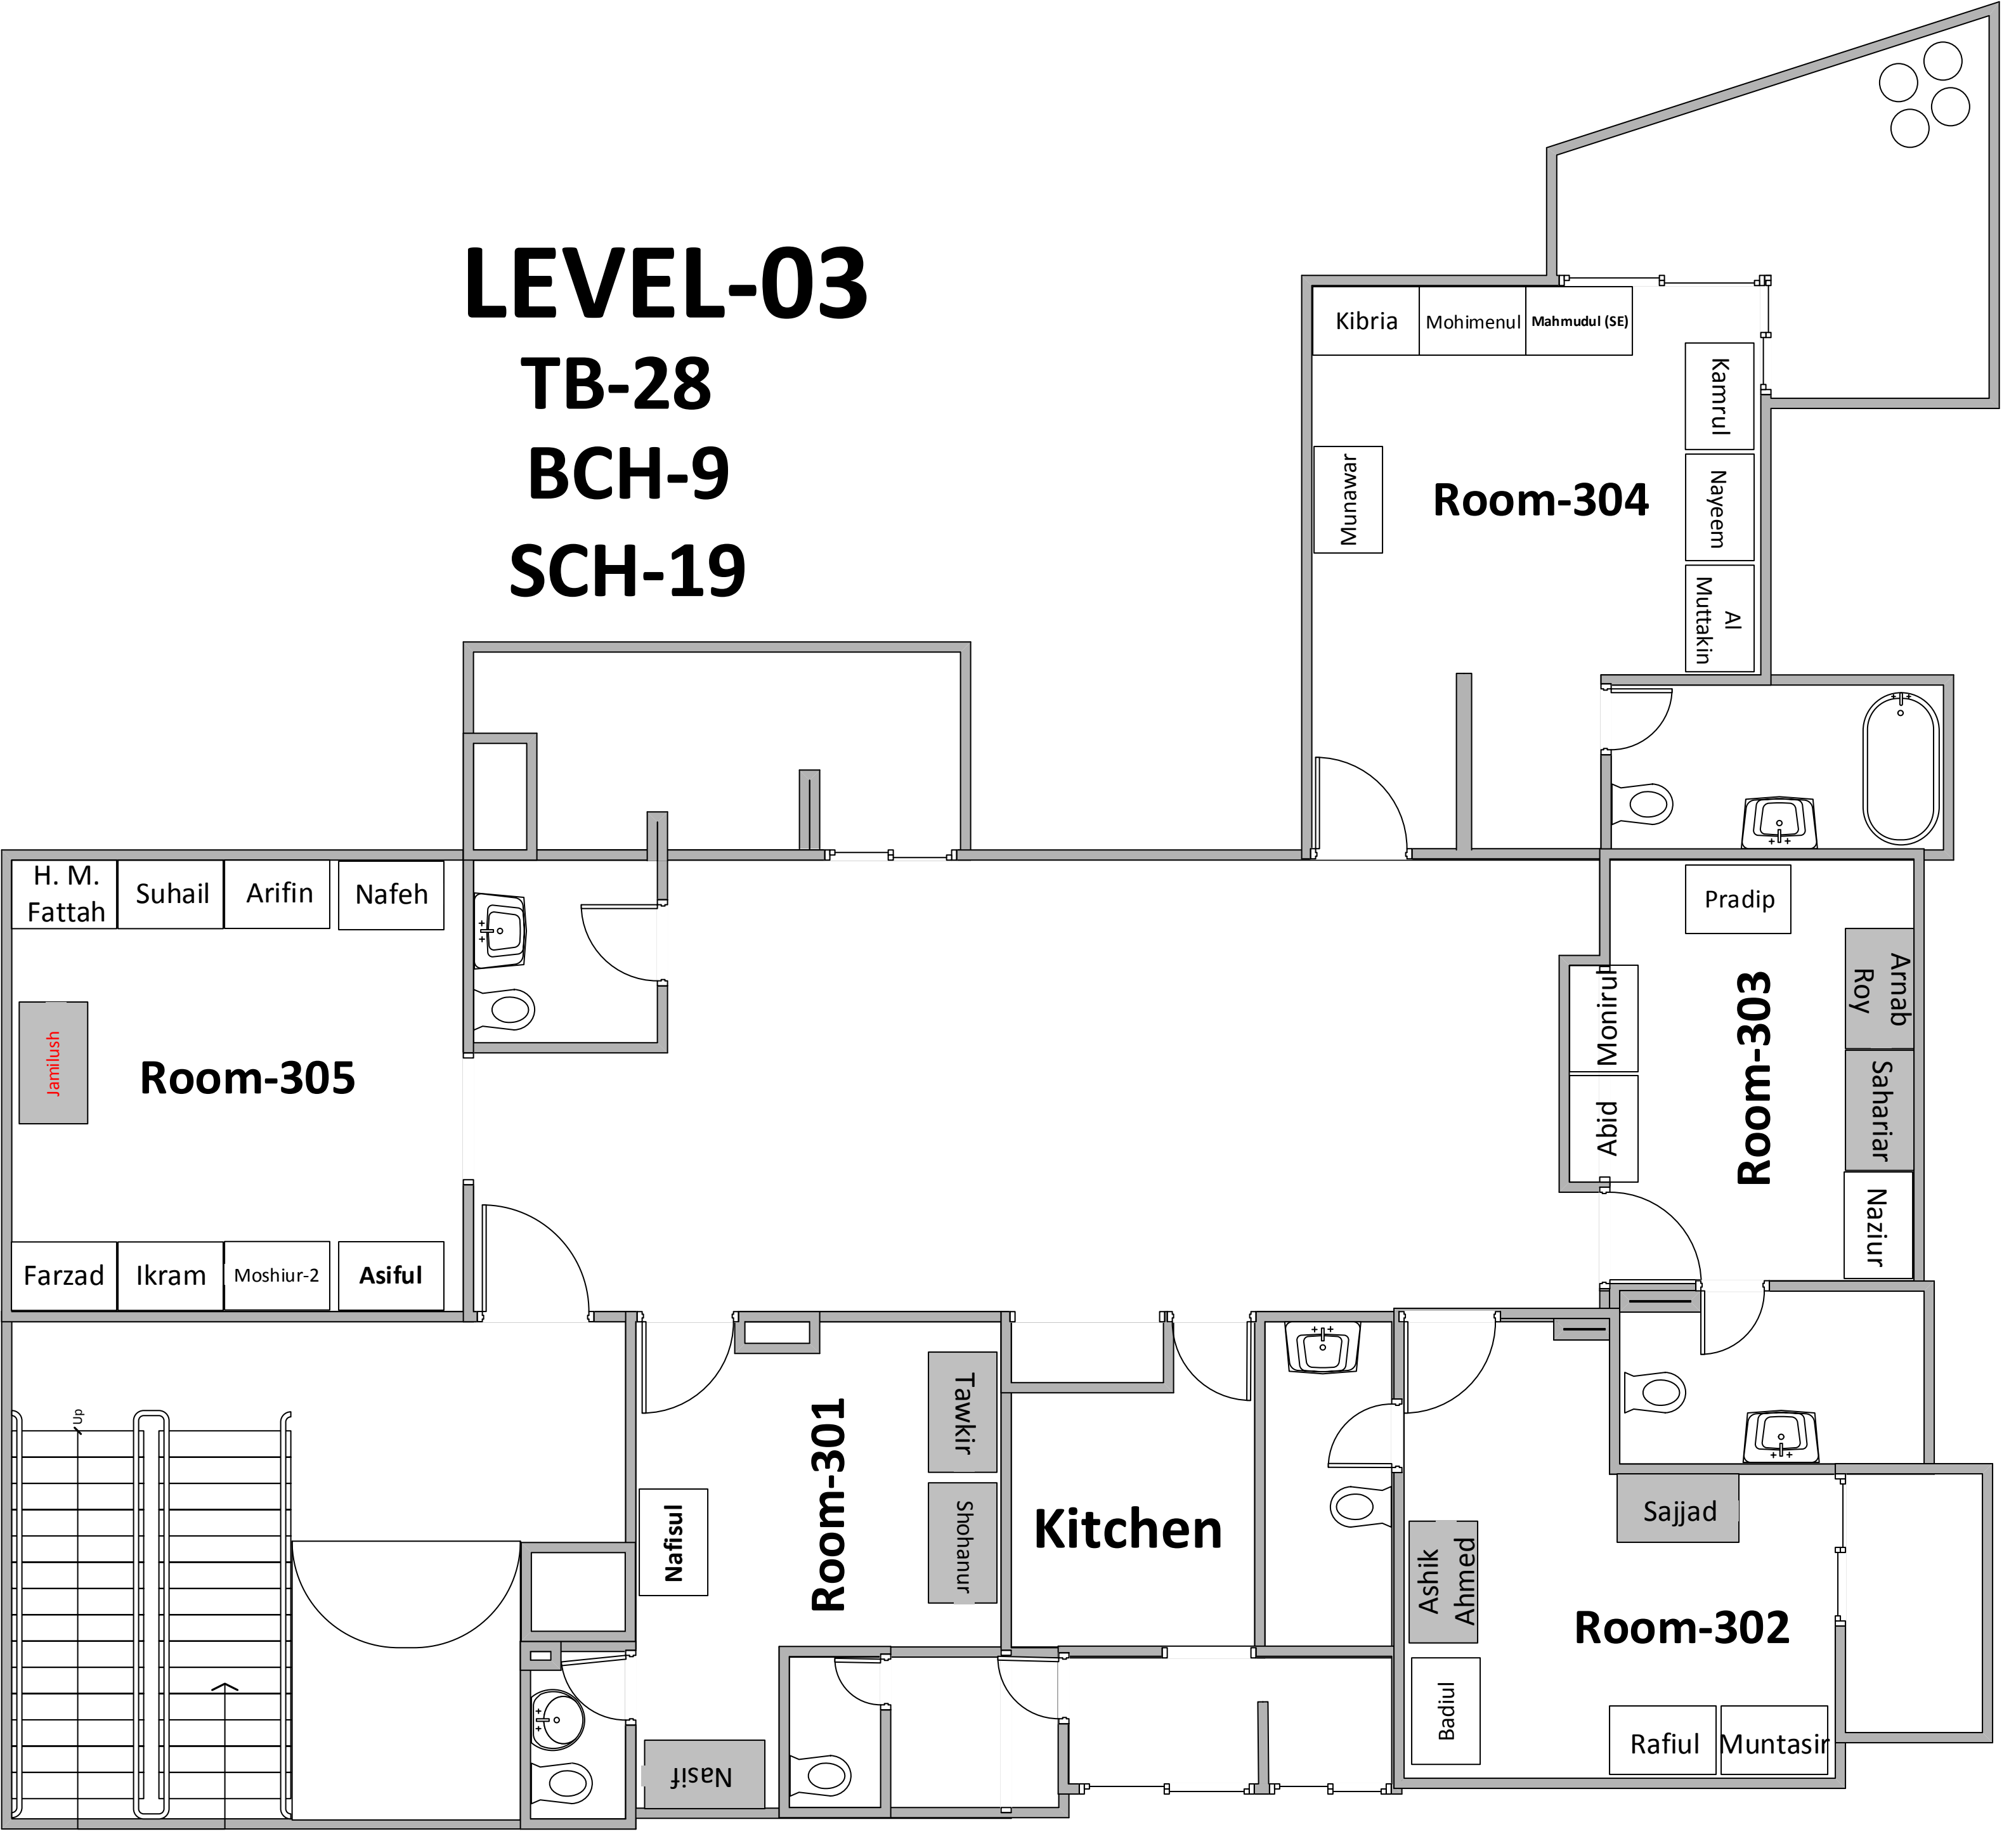 LEVEL-03
TB-28
BCH-9
SCH-19
Kibria
Mohimenul
Mahmudul (SE)
Kamrul
Munawar
Room-304
Nayeem
Al
Muttakin
H. M.
Fattah
Suhail
Arifin
Nafeh
Jamilush
Room-305
Farzad
Ikram
Moshiur-2
Asiful
Pradip
Monirul
Abid
Room-303
Arnab
Roy
Sahariar
Naziur
Up
Tawkir
Room-301
Nafisul
Shohanur
Nasif
Kitchen
Sajjad
Ashik
Ahmed
Room-302
Badiul
Rafiul
Muntasir